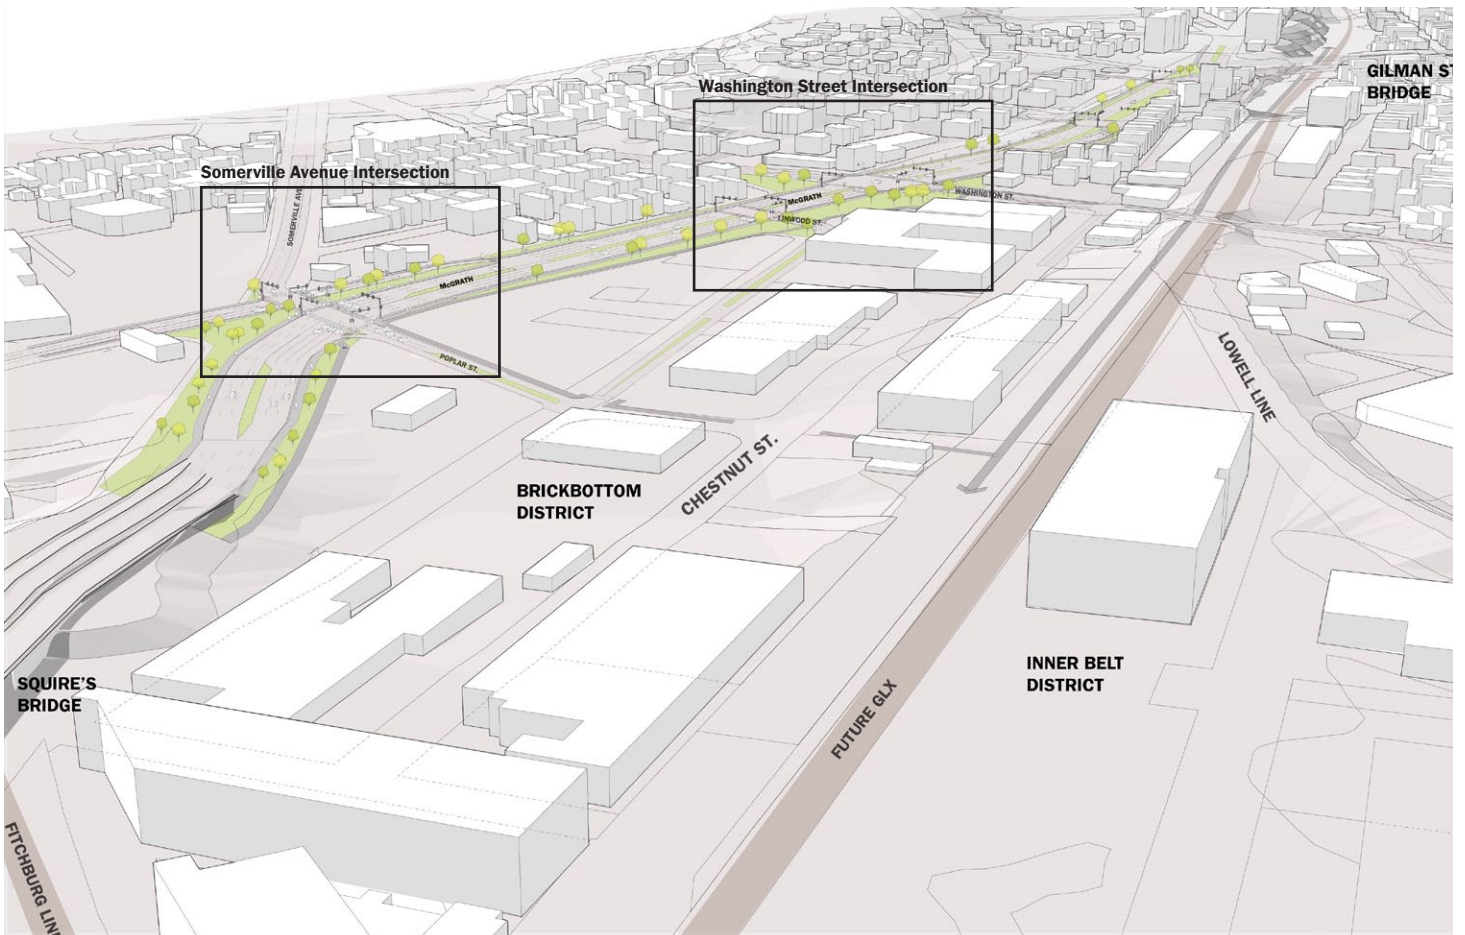 GILMAN ST
BRIDGE
Washington Street Intersection
Somerville Avenue Intersection
WASHINGTON ST.
McGRATH
SOMERVILLE AVE
LINWOOD ST.
McGRATH
POPLAR ST.
LOWELL LINE
CHESTNUT ST.
BRICKBOTTOM
DISTRICT
INNER BELT
DISTRICT
SQUIRE'S
BRIDGE
FUTURE GLX
FITCHBURG LINE